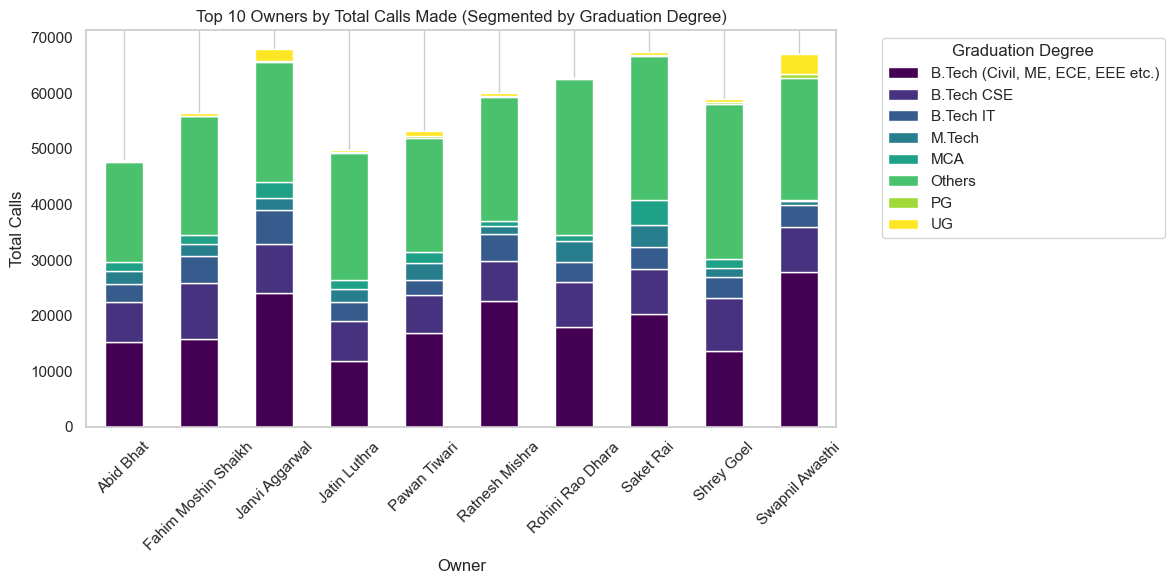 Top 10 Owners by Total Calls Made (Segmented by Graduation Degree)
Total Calls
70000
60000
50000
40000
30000
20000
10000
0
Abid Bhat
Fahim Moshin Shaikh
Janvi Aggarwal
Jatin Luthra
Pawan Tiwari
Ratnesh Mishra
Rohini Rao Dhara
Saket Rai
Shrey Goel
Swapnil Awasthi
Owner
Graduation Degree
B.Tech (Civil, ME, ECE, EEE etc.)
B.Tech CSE
B.Tech IT
M.Tech
MCA
Others
PG
UG